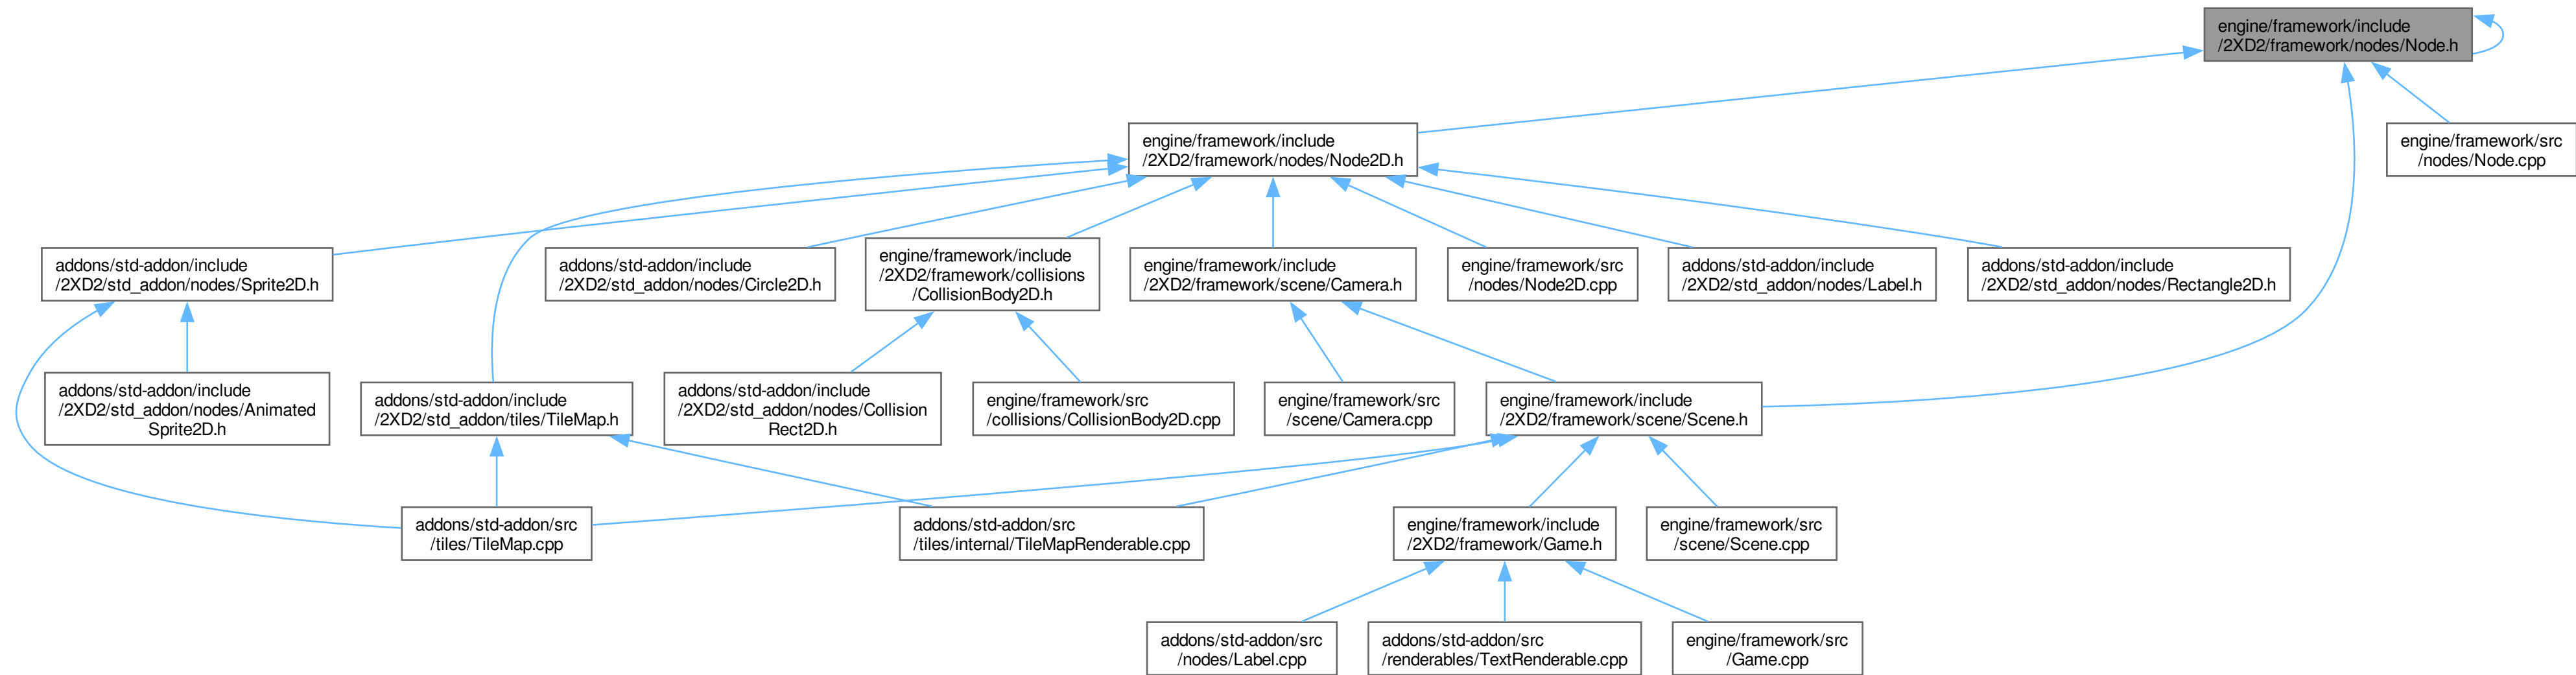 engine/framework/include
/2XD2/framework/nodes/Node.h
engine/framework/include
/2XD2/framework/nodes/Node2D.h
engine/framework/src
/nodes/Node.cpp
addons/std-addon/include
/2XD2/std_addon/nodes/Sprite2D.h
addons/std-addon/include
/2XD2/std_addon/nodes/Circle2D.h
engine/framework/include
/2XD2/framework/collisions
/CollisionBody2D.h
engine/framework/include
/2XD2/framework/scene/Camera.h
engine/framework/src
/nodes/Node2D.cpp
addons/std-addon/include
/2XD2/std_addon/nodes/Label.h
addons/std-addon/include
/2XD2/std_addon/nodes/Rectangle2D.h
addons/std-addon/include
/2XD2/std_addon/nodes/Animated
Sprite2D.h
addons/std-addon/include
/2XD2/std_addon/tiles/TileMap.h
addons/std-addon/include
/2XD2/std_addon/nodes/Collision
Rect2D.h
engine/framework/src
/collisions/CollisionBody2D.cpp
engine/framework/src
/scene/Camera.cpp
engine/framework/include
/2XD2/framework/scene/Scene.h
addons/std-addon/src
/tiles/TileMap.cpp
addons/std-addon/src
/tiles/internal/TileMapRenderable.cpp
engine/framework/include
/2XD2/framework/Game.h
engine/framework/src
/scene/Scene.cpp
addons/std-addon/src
/nodes/Label.cpp
addons/std-addon/src
/renderables/TextRenderable.cpp
engine/framework/src
/Game.cpp